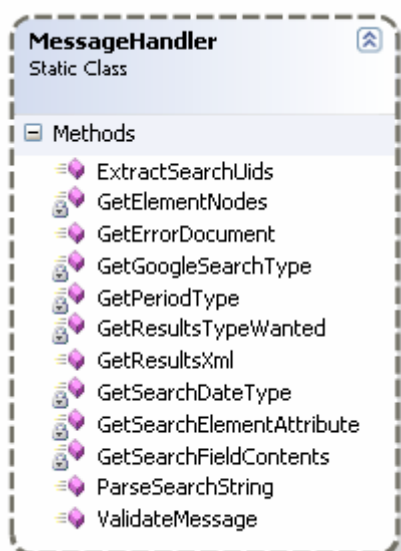 MessageHandler
Static Class
Methods
ExtractSearchUids
GetElementNodes
GetErrorDocument
GetGoogleSearchType
GetPeriodType
GetResultsTypeWanted
GetResultsXml
GetSearchDateType
GetSearchElementAttribute
GetSearchFieldContents
ParseSearchString
ValidateMessage